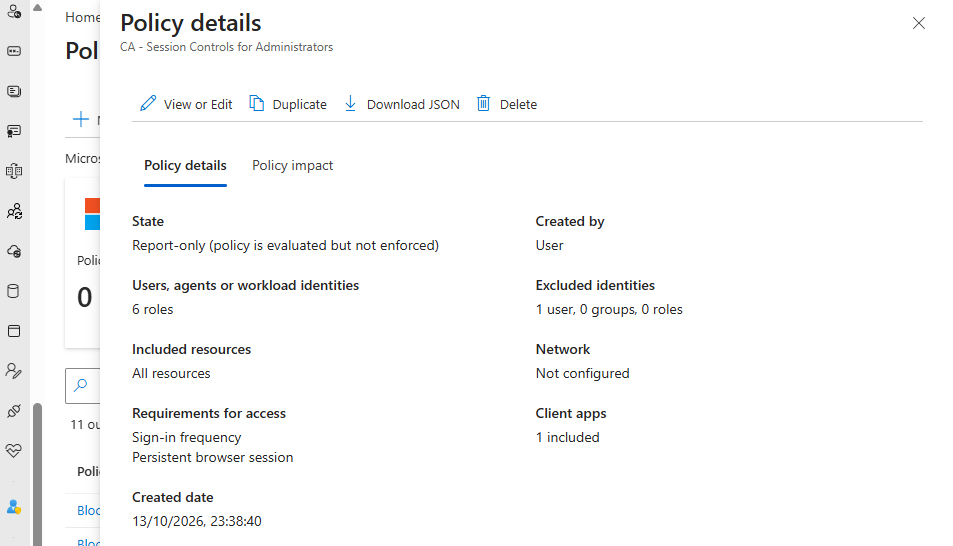 Home
Policy details
CA - Session Controls for Administrators
Pol
View or Edit
Duplicate
Download JSON
Delete
Micros
Policy details
Policy impact
State
Report-only (policy is evaluated but not enforced)
Created by
User
Polic
0
Users, agents or workload identities
6 roles
Excluded identities
1 user, 0 groups, 0 roles
Included resources
All resources
Network
Not configured
Requirements for access
Sign-in frequency
Persistent browser session
Client apps
1 included
11 ou
Polic
Created date
13/10/2026, 23:38:40
Bloc
Bloc